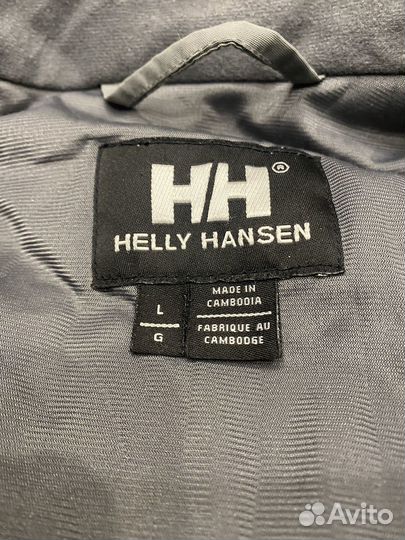 HH®
HELLY HANSEN
L
G
MADE IN
CAMBODIA
FABRIQUE AU
CAMBODGE
Avito